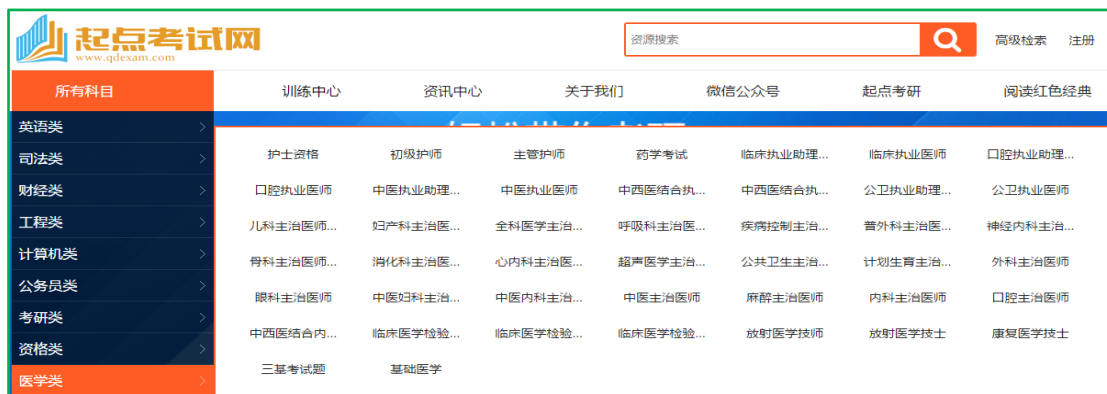 起点考试网
www.qdexam.com
资源搜索
高级检索 注册
所有科目 训练中心 资讯中心 关于我们 微信公众号 起点考研 阅读红色经典
英语类
司法类
财经类
工程类
计算机类
公务员类
考研类
资格类
医学类
护士资格 初级护师 主管护师 药学考试 临床执业助理... 临床执业医师 口腔执业助理...
口腔执业医师 中医执业助理... 中医执业医师 中西医结合执... 中西医结合执... 公卫执业助理... 公卫执业医师
儿科主治医师... 妇产科主治医... 全科医学主治... 呼吸科主治医... 疾病控制主治... 普外科主治医... 神经内科主治...
骨科主治医师... 消化科主治医... 心内科主治医... 超声医学主治... 公共卫生主治... 计划生育主治... 外科主治医师
眼科主治医师 中医妇科主治... 中医内科主治... 中医主治医师 麻醉主治医师 内科主治医师 口腔主治医师
中西医结合内... 临床医学检验... 临床医学检验... 临床医学检验... 放射医学技师 放射医学技士 康复医学技士
三基考试题 基础医学